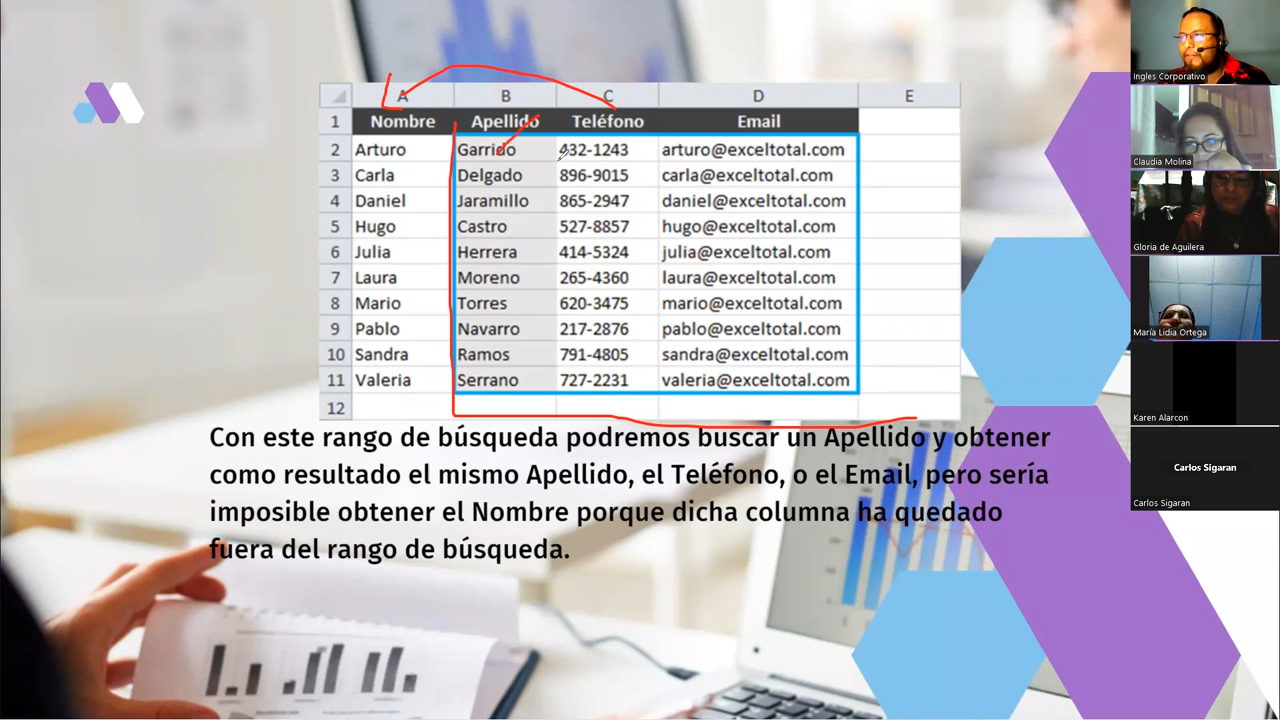 A B C D E
1 Nombre Apellido Teléfono Email
2 Arturo Garrido 432-1243 arturo@exceltotal.com
3 Carla Delgado 896-9015 carla@exceltotal.com
4 Daniel Jaramillo 865-2947 daniel@exceltotal.com
5 Hugo Castro 527-8857 hugo@exceltotal.com
6 Julia Herrera 414-5324 julia@exceltotal.com
7 Laura Moreno 265-4360 laura@exceltotal.com
8 Mario Torres 620-3475 mario@exceltotal.com
9 Pablo Navarro 217-2876 pablo@exceltotal.com
10 Sandra Ramos 791-4805 sandra@exceltotal.com
11 Valeria Serrano 727-2231 valeria@exceltotal.com
12
Con este rango de búsqueda podremos buscar un Apellido y obtener
como resultado el mismo Apellido, el Teléfono, o el Email, pero sería
imposible obtener el Nombre porque dicha columna ha quedado
fuera del rango de búsqueda.
Ingles Corporativo
Claudia Molina
Gloria de Aguilera
María Lidia Ortega
Karen Alarcon
Carlos Sigaran
Carlos Sigaran